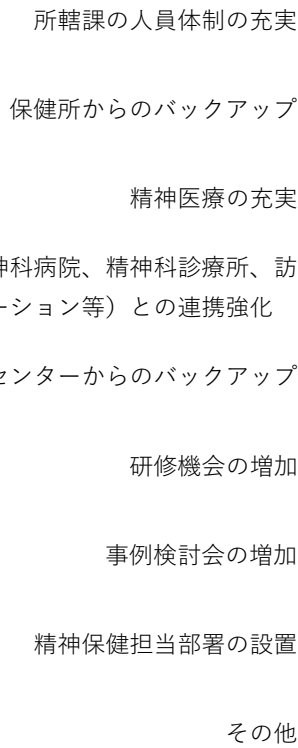 所轄課の人員体制の充実
保健所からのバックアップ
精神医療の充実
神科病院、精神科診療所、訪
ーション等）との連携強化
センターからのバックアップ
研修機会の増加
事例検討会の増加
精神保健担当部署の設置
その他